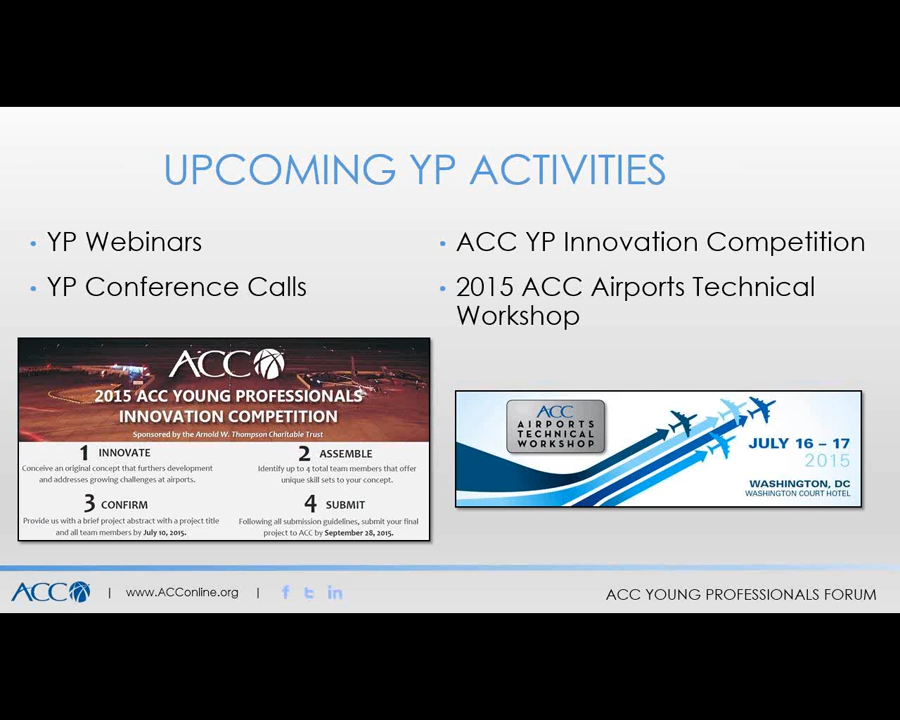 UPCOMING YP ACTIVITIES
• YP Webinars
• YP Conference Calls
• ACC YP Innovation Competition
• 2015 ACC Airports Technical
Workshop
ACC
2015 ACC YOUNG PROFESSIONALS
INNOVATION COMPETITION
Sponsored by the Arnold W. Thompson Charitable Trust
1 INNOVATE
Conceive an original concept that furthers development
and addresses growing challenges at airports.
2 ASSEMBLE
Identify up to 4 total team members that offer
unique skill sets to your concept.
3 CONFIRM
Provide us with a brief project abstract with a project title
and all team members by July 10, 2015.
4 SUBMIT
Following all submission guidelines, submit your final
project to ACC by September 28, 2015.
ACC
AIRPORTS
TECHNICAL
WORKSHOP
JULY 16 – 17
2015
WASHINGTON, DC
WASHINGTON COURT HOTEL
ACC | www.ACConline.org | f t in
ACC YOUNG PROFESSIONALS FORUM